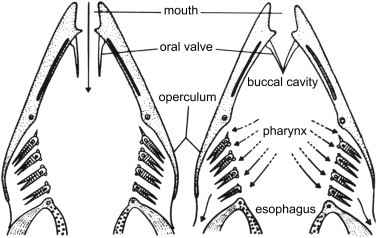 mouth
oral valve
buccal cavity
operculum
pharynx
esophagus